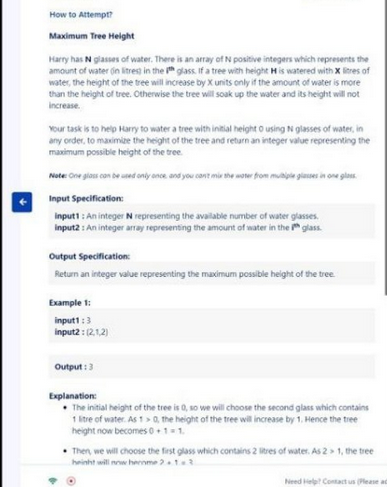 How to Attempt?
Maximum Tree Height
Harry has N glasses of water. There is an array of N positive integers which represents the
amount of water (in litres) in the ith glass. If a tree with height H is watered with X litres of
water, the height of the tree will increase by X units only if the amount of water is more
than the height of tree. Otherwise the tree will soak up the water and its height will not
increase.
Your task is to help Harry to water a tree with initial height 0 using N glasses of water, in
any order, to maximize the height of the tree and return an integer value representing the
maximum possible height of the tree.
Note: One glass can be used only once, and you can't mix the water from multiple glasses in one glass.
Input Specification:
input1 : An integer N representing the available number of water glasses.
input2 : An integer array representing the amount of water in the ith glass.
Output Specification:
Return an integer value representing the maximum possible height of the tree.
Example 1:
input1 : 3
input2 : {2,1,2}
Output : 3
Explanation:
• The initial height of the tree is 0, so we will choose the second glass which contains
1 litre of water. As 1 > 0, the height of the tree will increase by 1. Hence the tree
height now becomes 0 + 1 = 1.
• Then, we will choose the first glass which contains 2 litres of water. As 2 > 1, the tree
height will now become 2 + 1 = 3
Need Help? Contact us (Please ad